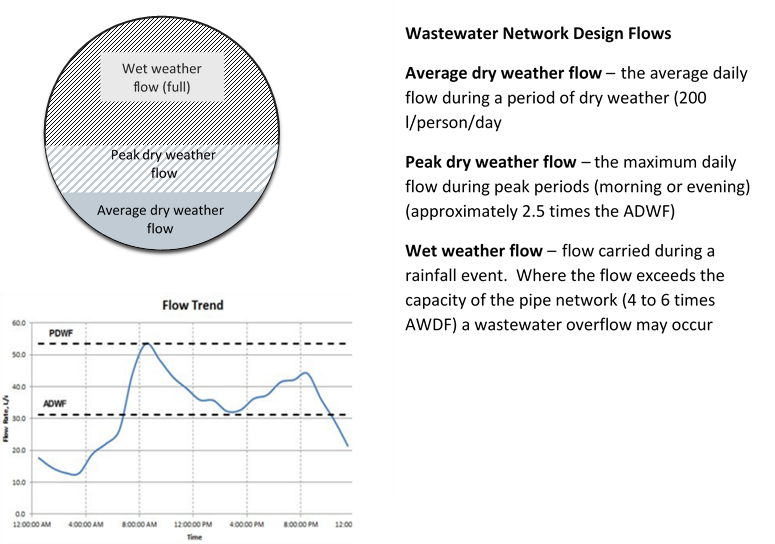 Wet weather
flow (full)
Peak dry weather
flow
Average dry weather
flow
Wastewater Network Design Flows
Average dry weather flow – the average daily
flow during a period of dry weather (200
l/person/day
Peak dry weather flow – the maximum daily
flow during peak periods (morning or evening)
(approximately 2.5 times the ADWF)
Wet weather flow – flow carried during a
rainfall event.  Where the flow exceeds the
capacity of the pipe network (4 to 6 times
AWDF) a wastewater overflow may occur
Flow Trend
Flow Rate, L/s
60.0
50.0
40.0
30.0
20.0
10.0
0.0
PDWF
ADWF
12:00:00 AM 4:00:00 AM 8:00:00 AM 12:00:00 PM 4:00:00 PM 8:00:00 PM 12:00
Time